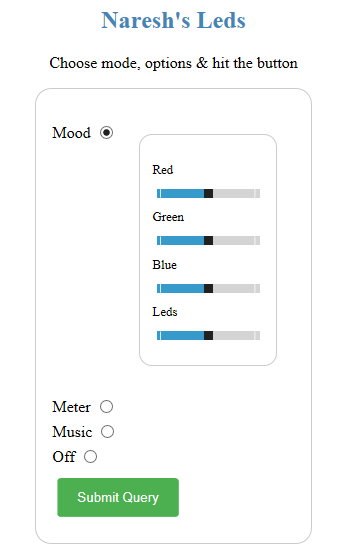 Naresh's Leds
Choose mode, options & hit the button
Mood
Red
Green
Blue
Leds
Meter
Music
Off
Submit Query